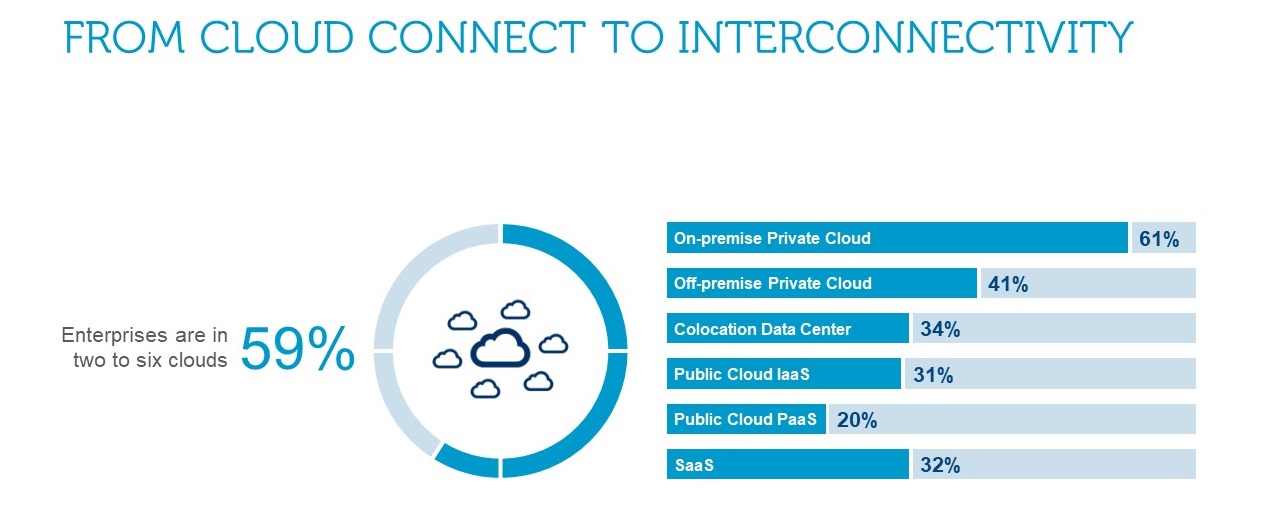 FROM CLOUD CONNECT TO INTERCONNECTIVITY
Enterprises are in
two to six clouds
59%
On-premise Private Cloud 61%
Off-premise Private Cloud 41%
Colocation Data Center 34%
Public Cloud IaaS 31%
Public Cloud PaaS 20%
SaaS 32%